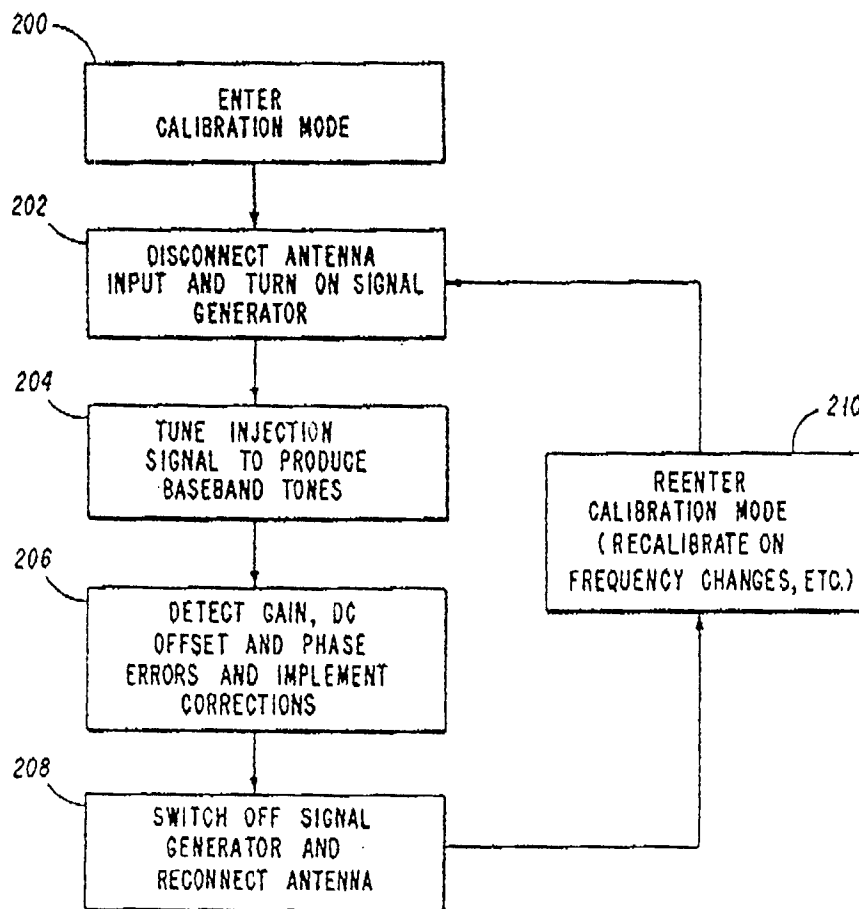 200
ENTER
CALIBRATION MODE
202
DISCONNECT ANTENNA
INPUT AND TURN ON SIGNAL
GENERATOR
204
TUNE INJECTION
SIGNAL TO PRODUCE
BASEBAND TONES
206
DETECT GAIN, DC
OFFSET AND PHASE
ERRORS AND IMPLEMENT
CORRECTIONS
208
SWITCH OFF SIGNAL
GENERATOR AND
RECONNECT ANTENNA
210
REENTER
CALIBRATION MODE
(RECALIBRATE ON
FREQUENCY CHANGES, ETC.)